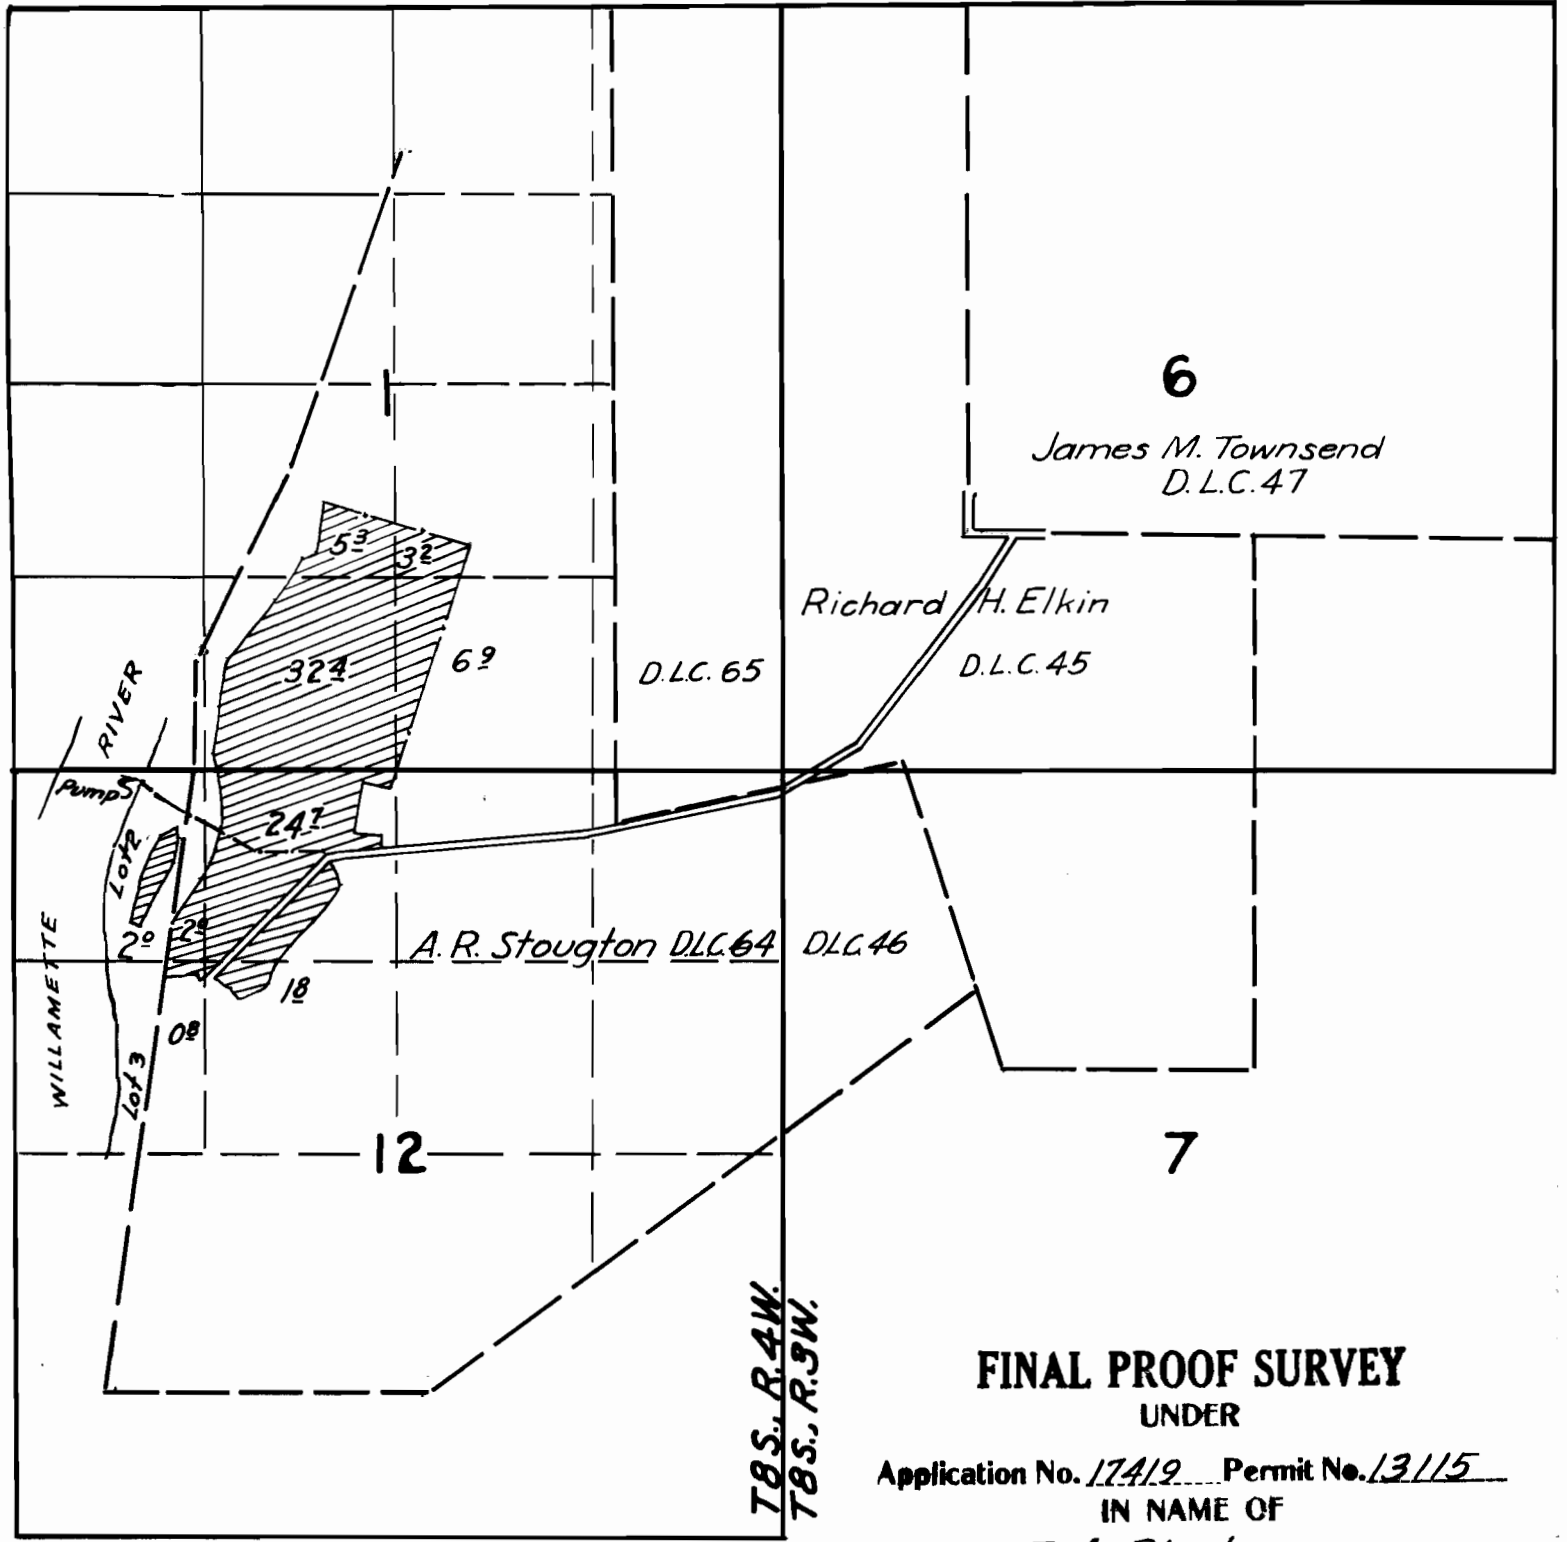 1
6
James M. Townsend
D.L.C. 47
5 3
3 2
Richard H. Elkin
32 4
6 9
D.L.C. 65
D.L.C. 45
RIVER
Pump
24 7
Lot 2
2 0
2 0
A. R. Stougton D.L.C. 64
D.L.C. 46
WILLAMETTE
1 8
0 8
Lot 3
12
7
T8S., R.4W.
T8S., R.3W.
FINAL PROOF SURVEY
UNDER
Application No. 17419 Permit No. 13115
IN NAME OF